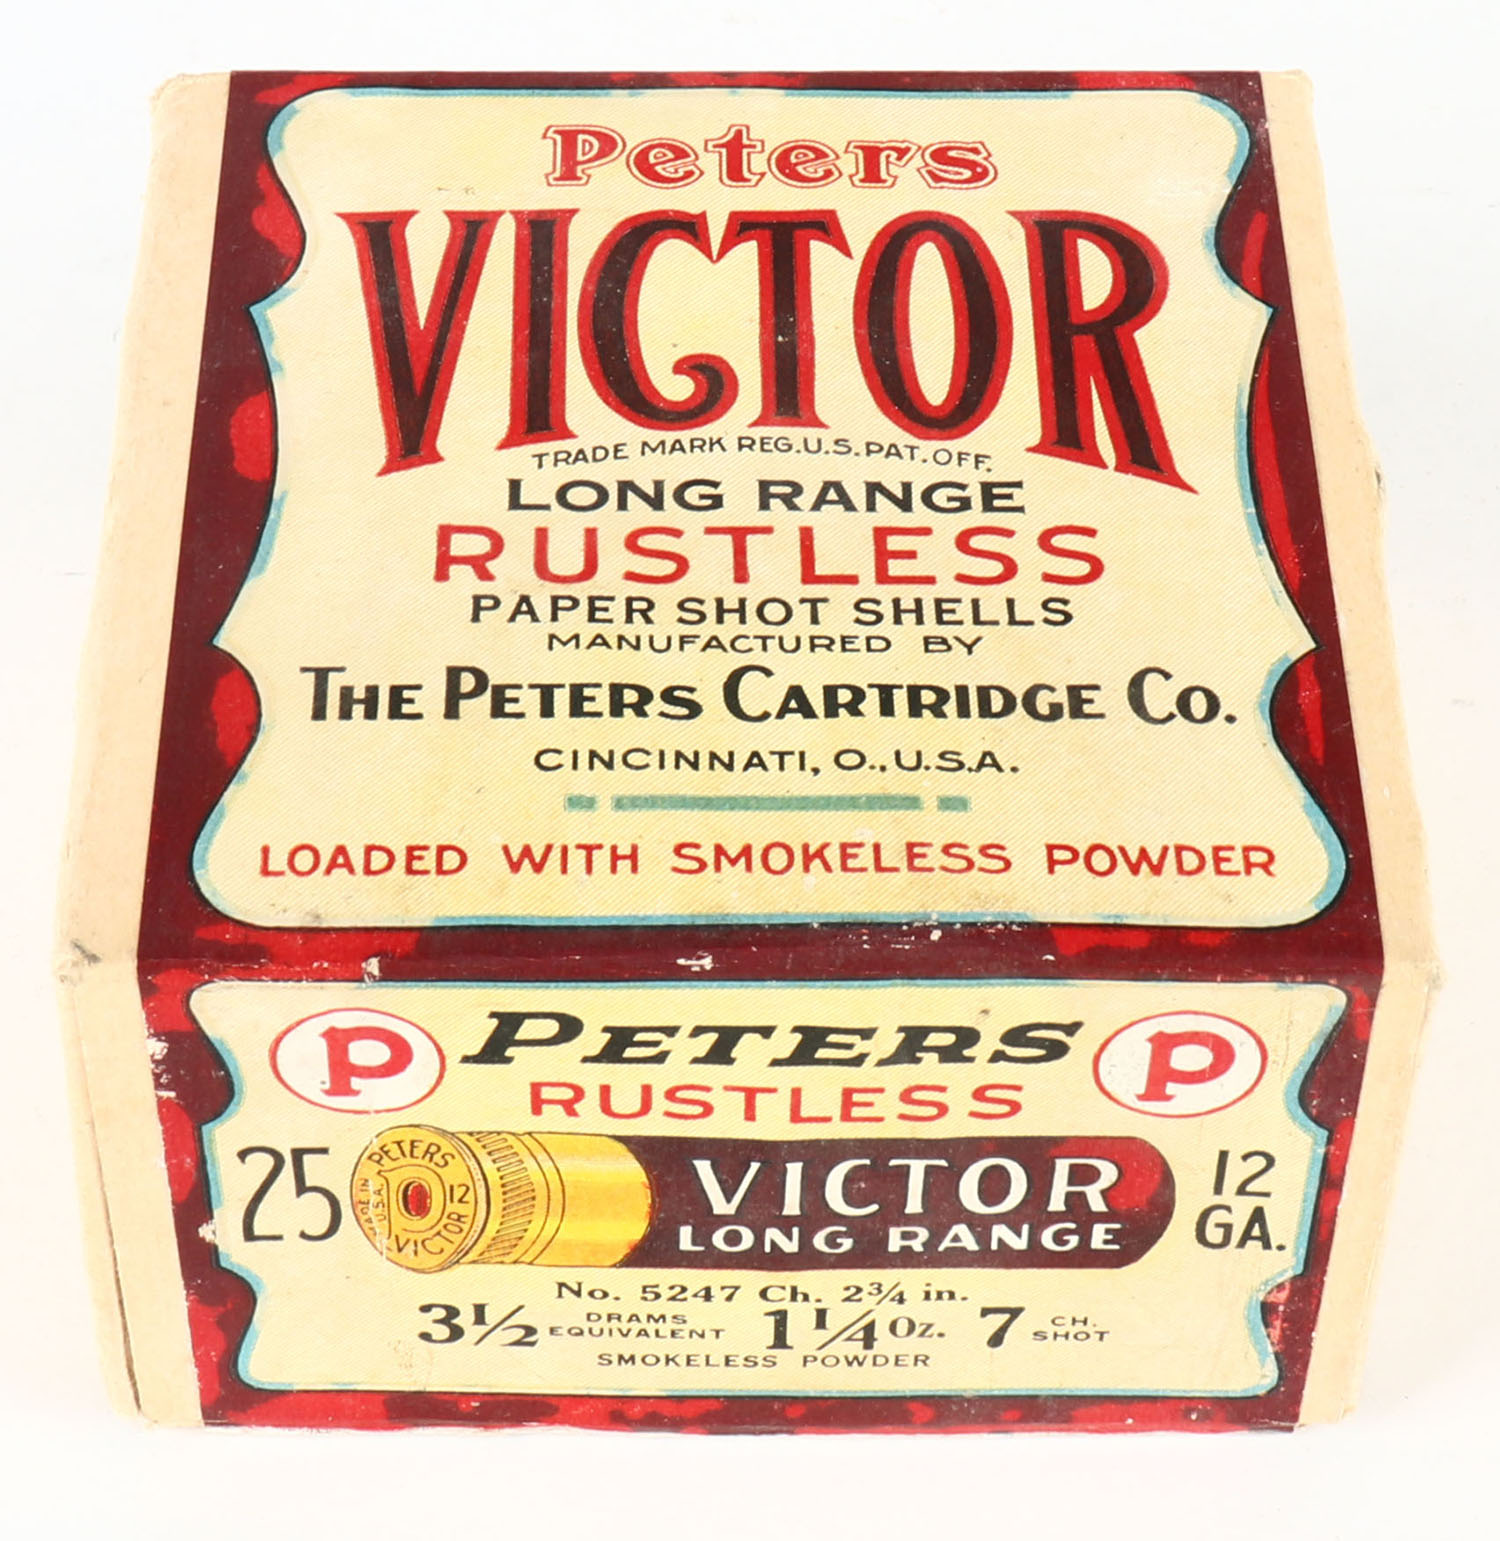 Peters
VICTOR
TRADE MARK REG.U.S.PAT.OFF.
LONG RANGE
RUSTLESS
PAPER SHOT SHELLS
MANUFACTURED BY
THE PETERS CARTRIDGE CO.
CINCINNATI, O., U.S.A.
LOADED WITH SMOKELESS POWDER
P PETERS P
RUSTLESS
25 PETERS 12 VICTOR MADE IN U.S.A. VICTOR 12
LONG RANGE GA.
No. 5247 Ch. 2¾ in.
3½ DRAMS EQUIVALENT 1¼ Oz. 7 CH. SHOT
SMOKELESS POWDER